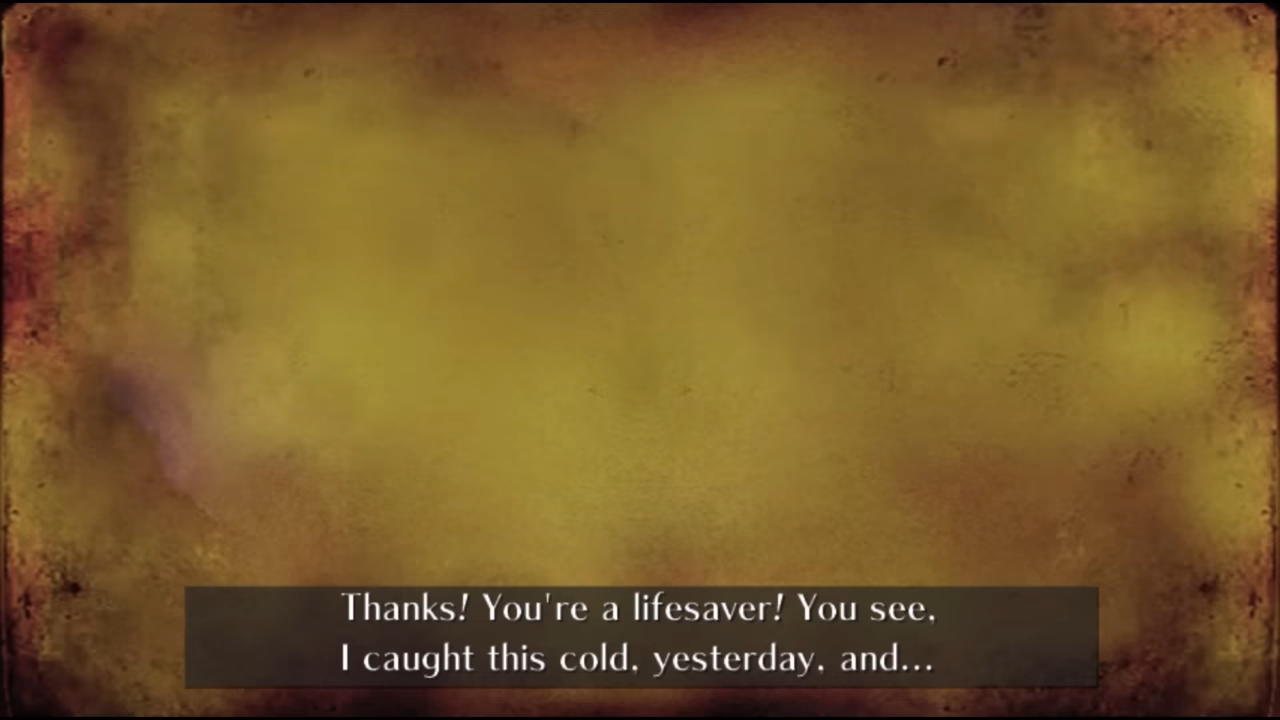 Thanks! You're a lifesaver! You see,
I caught this cold, yesterday, and...